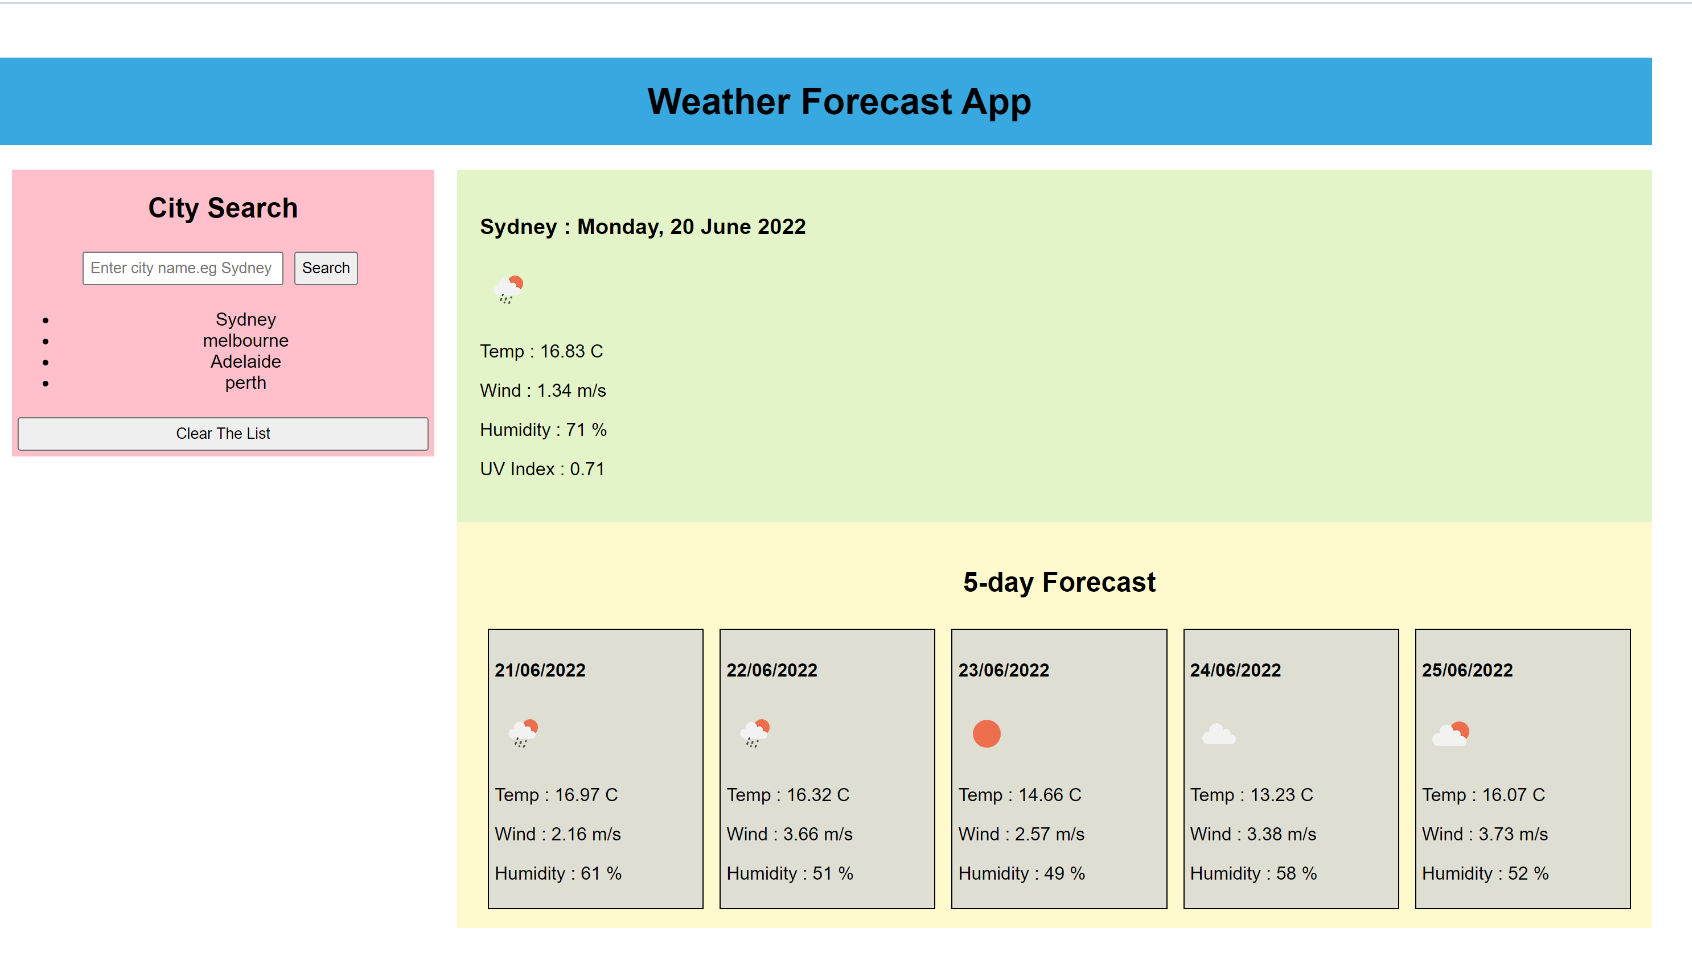 Weather Forecast App
City Search
Enter city name.eg Sydney
Search
Sydney
melbourne
Adelaide
perth
Clear The List
Sydney : Monday, 20 June 2022
Temp : 16.83 C
Wind : 1.34 m/s
Humidity : 71 %
UV Index : 0.71
5-day Forecast
21/06/2022
Temp : 16.97 C
Wind : 2.16 m/s
Humidity : 61 %
22/06/2022
Temp : 16.32 C
Wind : 3.66 m/s
Humidity : 51 %
23/06/2022
Temp : 14.66 C
Wind : 2.57 m/s
Humidity : 49 %
24/06/2022
Temp : 13.23 C
Wind : 3.38 m/s
Humidity : 58 %
25/06/2022
Temp : 16.07 C
Wind : 3.73 m/s
Humidity : 52 %